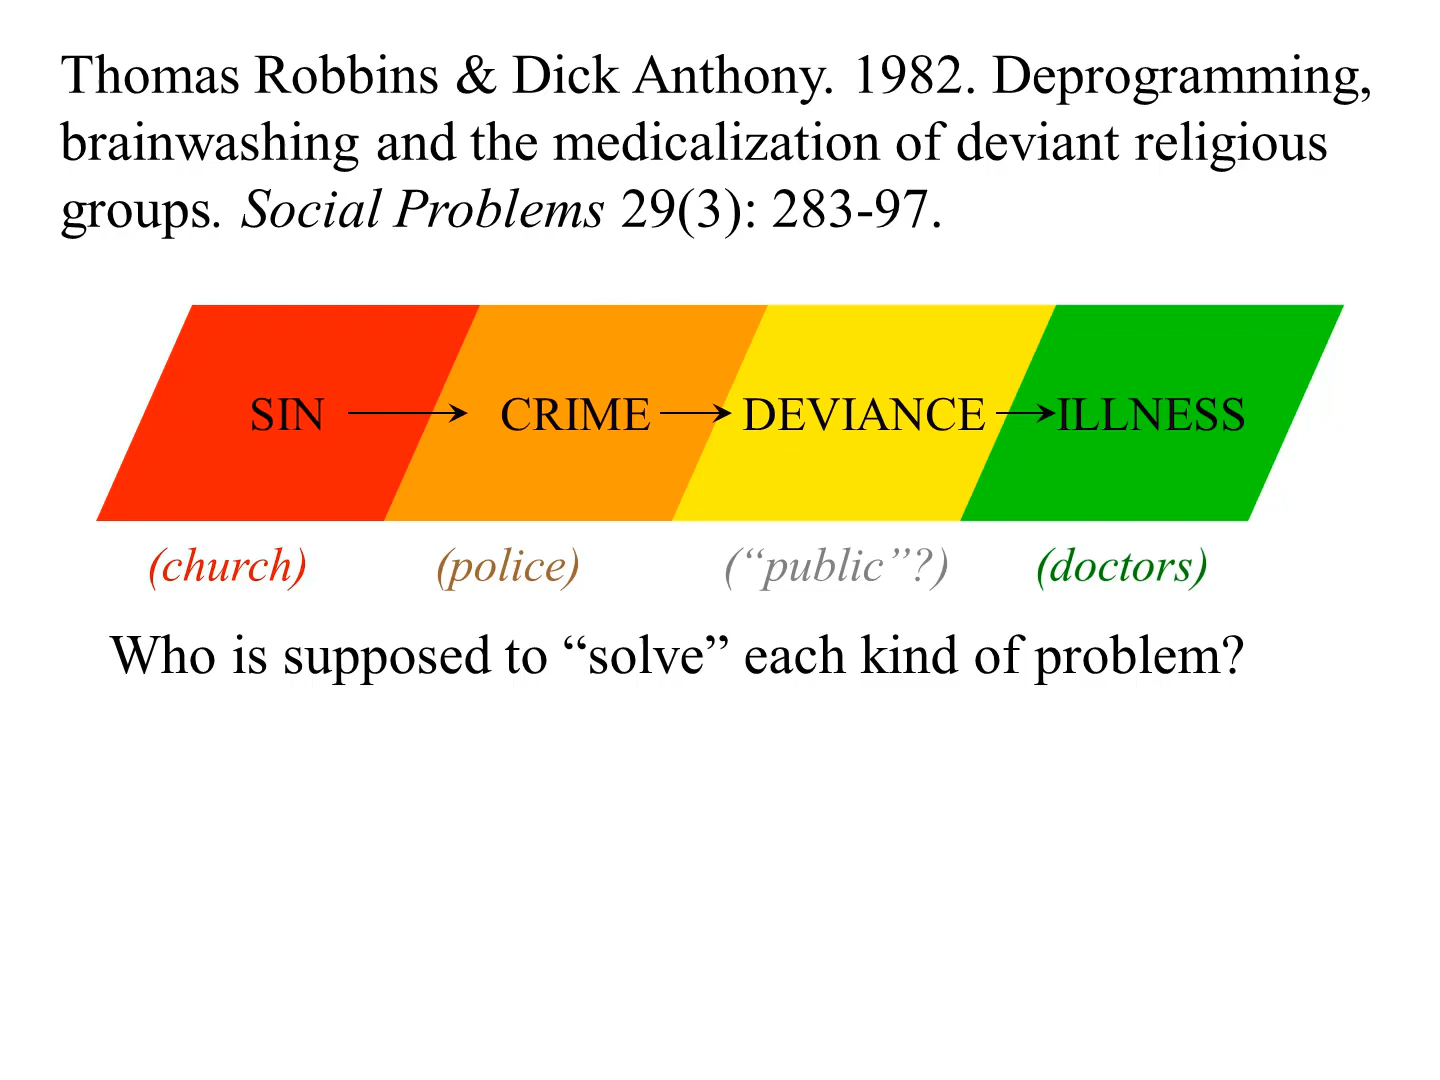 Thomas Robbins & Dick Anthony. 1982. Deprogramming,
brainwashing and the medicalization of deviant religious
groups. Social Problems 29(3): 283-97.
SIN CRIME DEVIANCE ILLNESS
(church) (police) (“public”?) (doctors)
Who is supposed to “solve” each kind of problem?